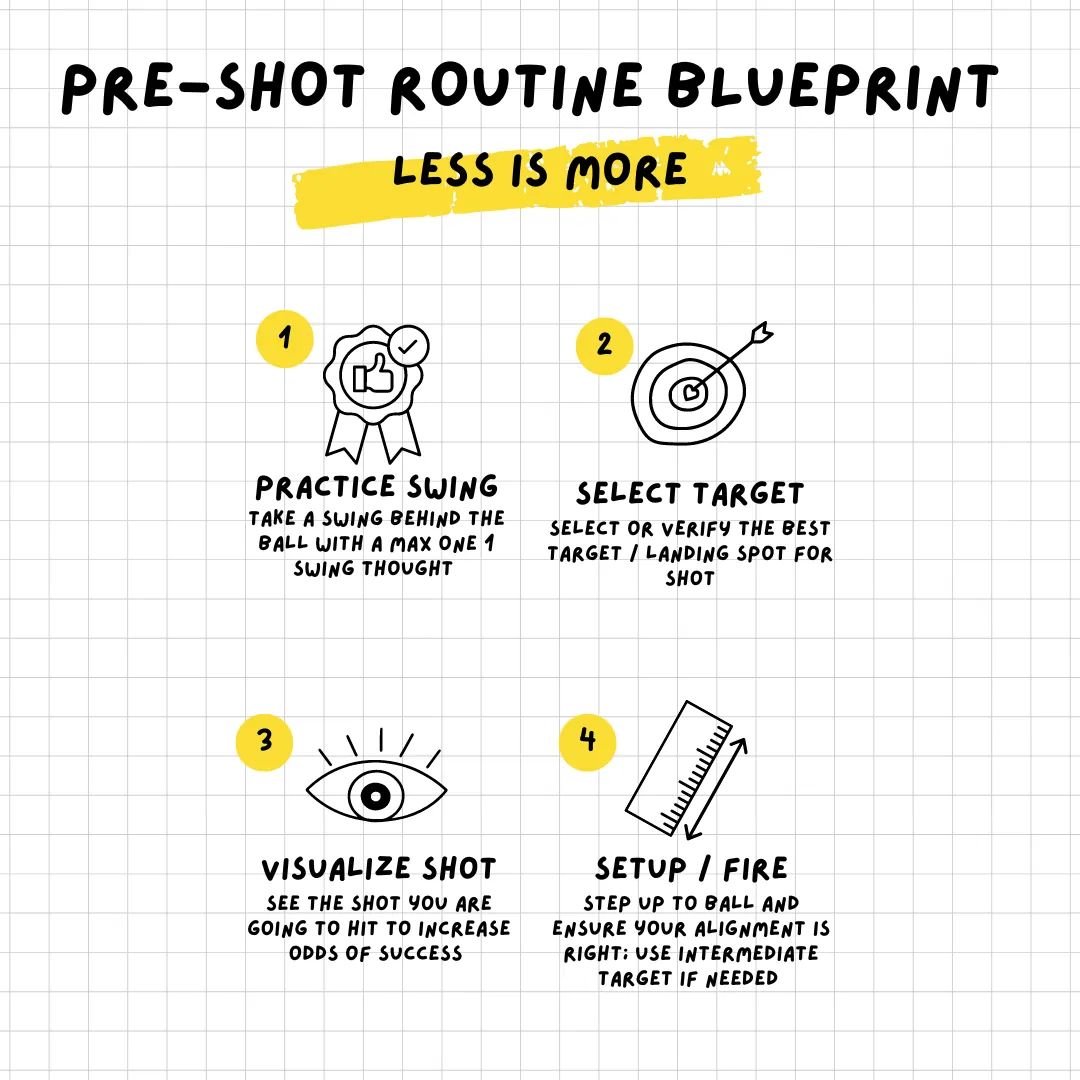 PRE-SHOT ROUTINE BLUEPRINT
LESS IS MORE
1
PRACTICE SWING
TAKE A SWING BEHIND THE
BALL WITH A MAX ONE 1
SWING THOUGHT
2
SELECT TARGET
SELECT OR VERIFY THE BEST
TARGET / LANDING SPOT FOR
SHOT
3
VISUALIZE SHOT
SEE THE SHOT YOU ARE
GOING TO HIT TO INCREASE
ODDS OF SUCCESS
4
SETUP / FIRE
STEP UP TO BALL AND
ENSURE YOUR ALIGNMENT IS
RIGHT; USE INTERMEDIATE
TARGET IF NEEDED